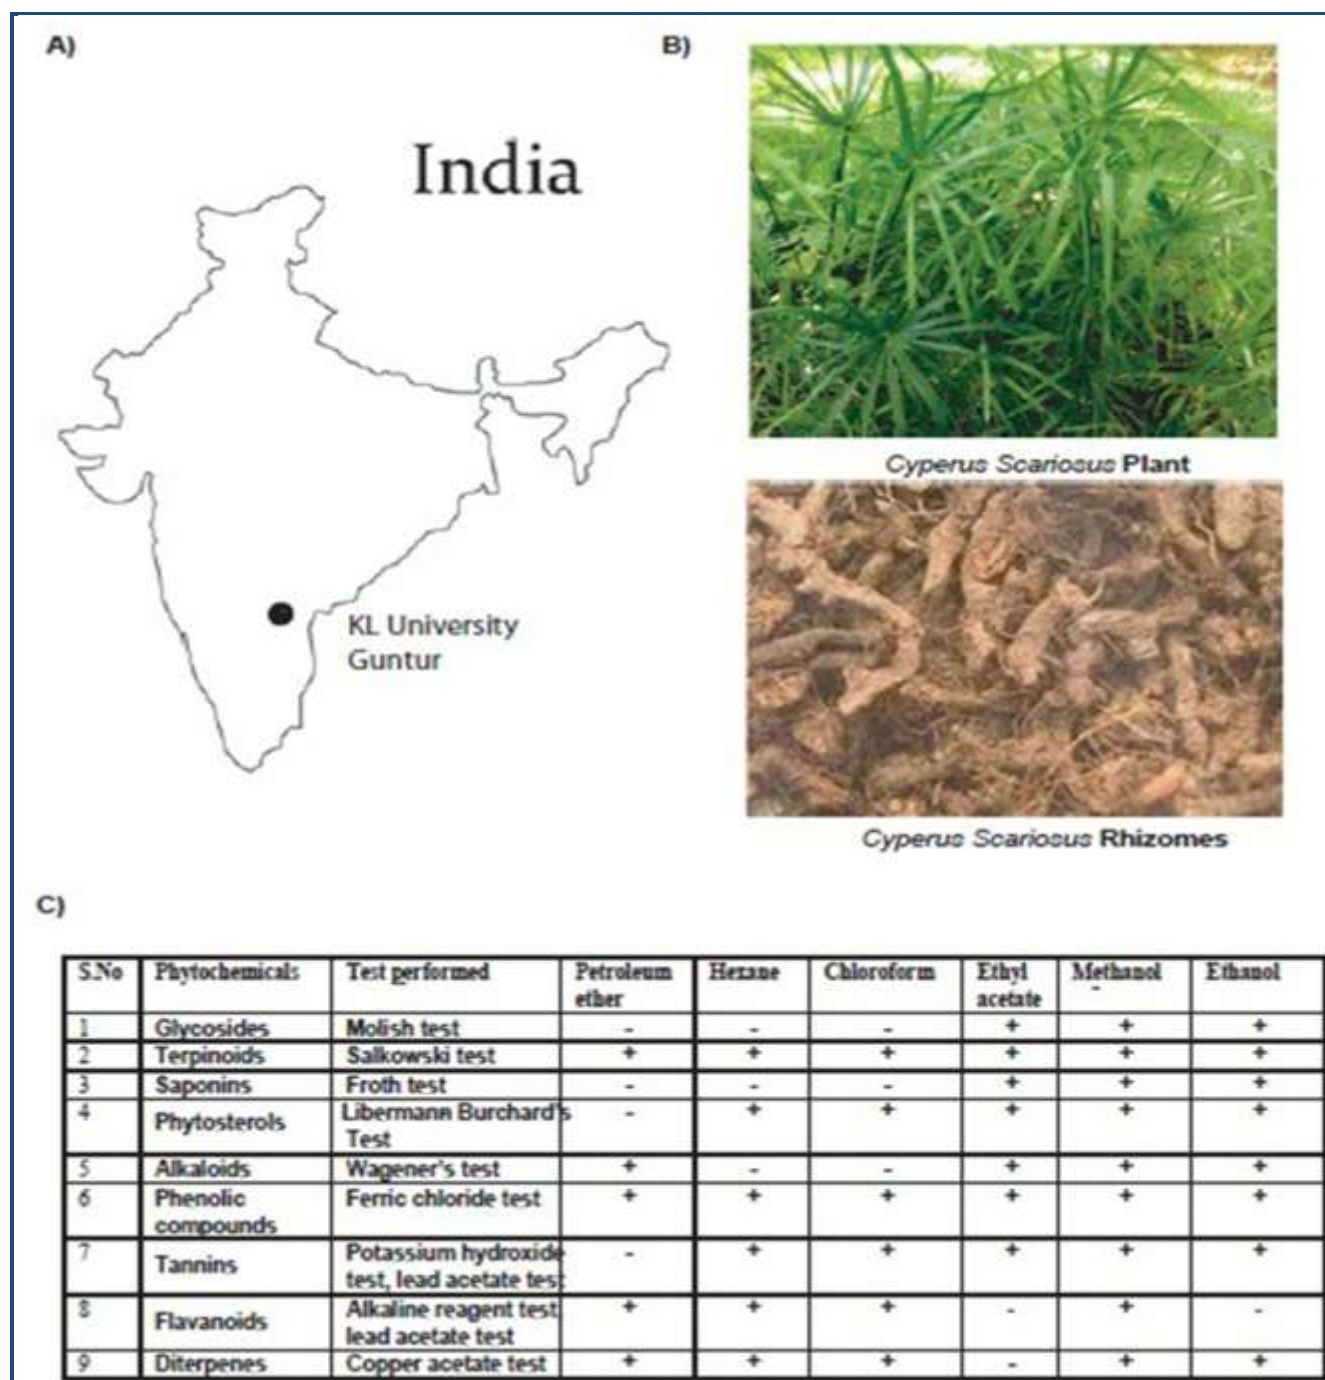 A)
B)
India
KL University
Guntur
Cyperus Scariosus Plant
Cyperus Scariosus Rhizomes
C)
S.No Phytochemicals Test performed Petroleum ether Hexane Chloroform Ethyl acetate Methanol Ethanol
1 Glycosides Molish test - - - + + +
2 Terpinoids Salkowski test + + + + + +
3 Saponins Froth test - - - + + +
4 Phytosterols Libermann Burchard's Test - + + + + +
5 Alkaloids Wagener's test + - - + + +
6 Phenolic compounds Ferric chloride test + + + + + +
7 Tannins Potassium hydroxide test, lead acetate test - + + + + +
8 Flavanoids Alkaline reagent test lead acetate test + + + - + -
9 Diterpenes Copper acetate test + + + - + +